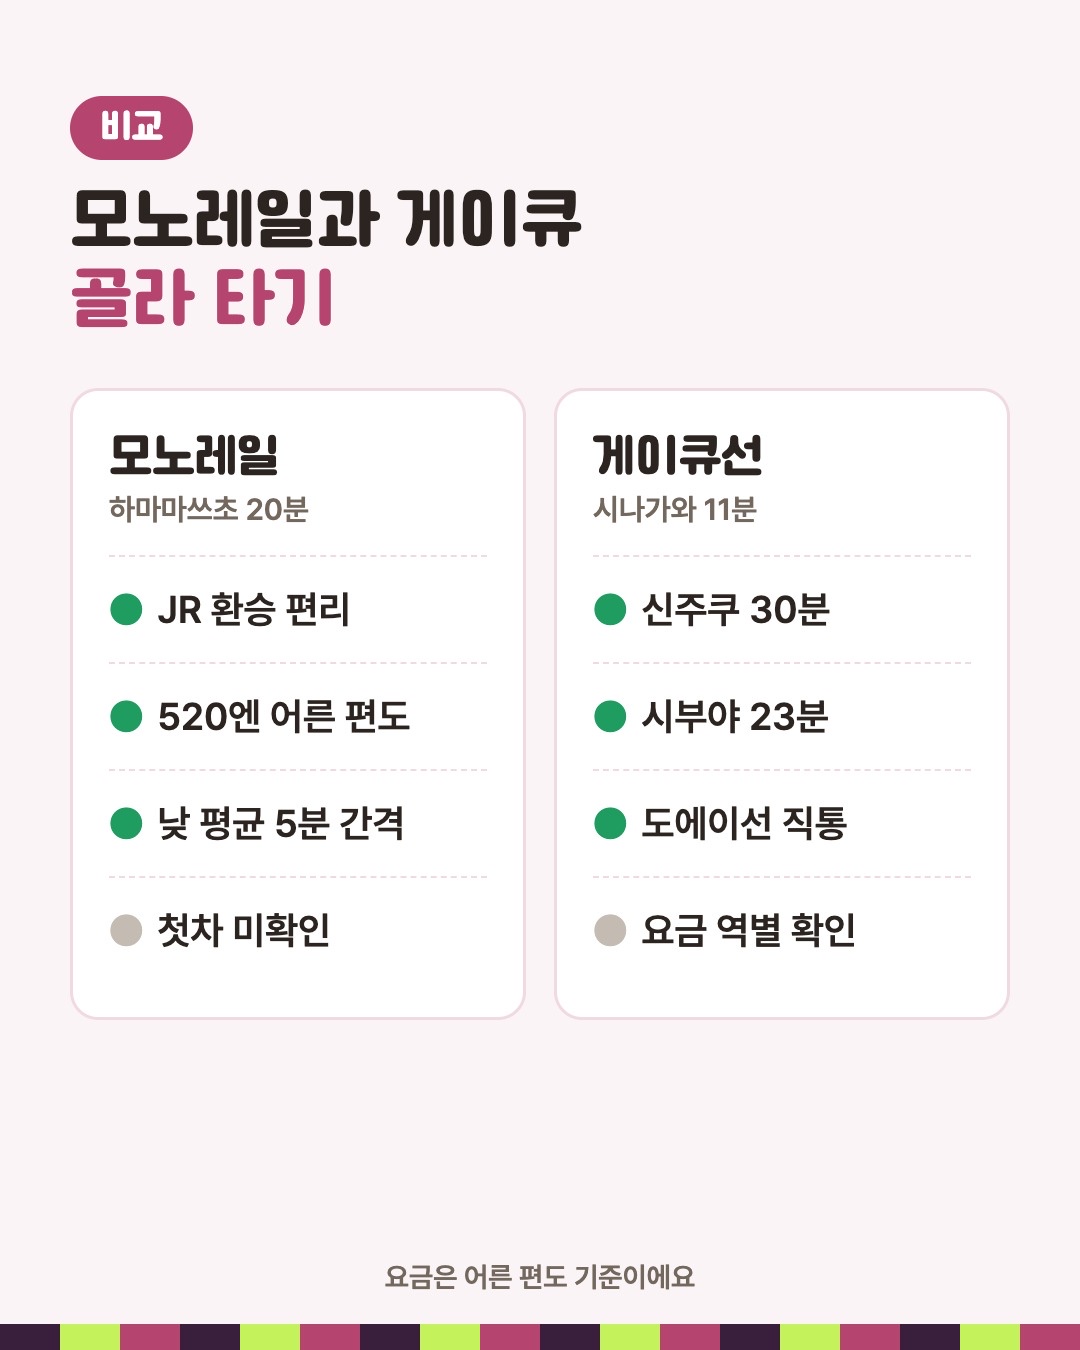 비교
모노레일과 게이큐
골라 타기
모노레일
하마마쓰초 20분
JR 환승 편리
520엔 어른 편도
낮 평균 5분 간격
첫차 미확인
게이큐선
시나가와 11분
신주쿠 30분
시부야 23분
도에이선 직통
요금 역별 확인
요금은 어른 편도 기준이에요